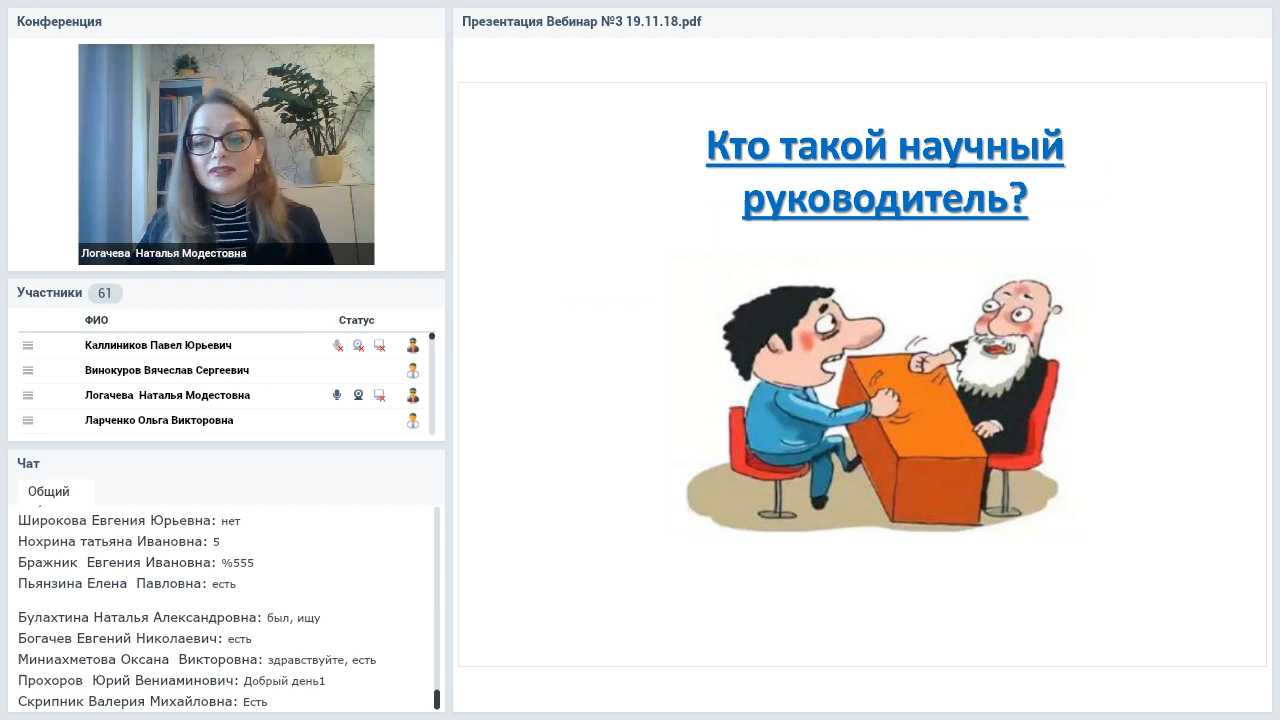 Конференция
Логачева  Наталья Модестовна
Участники 61
ФИО Статус
Каллиников Павел Юрьевич
Винокуров Вячеслав Сергеевич
Логачева  Наталья Модестовна
Ларченко Ольга Викторовна
Чат
Общий
Широкова Евгения Юрьевна: нет
Нохрина татьяна Ивановна: 5
Бражник  Евгения Ивановна: %555
Пьянзина Елена  Павловна: есть
Булахтина Наталья Александровна: был, ищу
Богачев Евгений Николаевич: есть
Миниахметова Оксана  Викторовна: здравствуйте, есть
Прохоров  Юрий Вениаминович: Добрый день1
Скрипник Валерия Михайловна: Есть
Презентация Вебинар №3 19.11.18.pdf
Кто такой научный
руководитель?